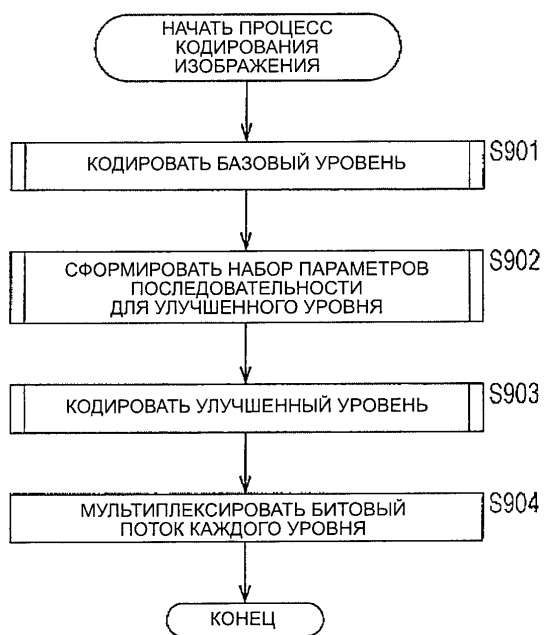 НАЧАТЬ ПРОЦЕСС
КОДИРОВАНИЯ
ИЗОБРАЖЕНИЯ
КОДИРОВАТЬ БАЗОВЫЙ УРОВЕНЬ
S901
СФОРМИРОВАТЬ НАБОР ПАРАМЕТРОВ
ПОСЛЕДОВАТЕЛЬНОСТИ
ДЛЯ УЛУЧШЕННОГО УРОВНЯ
S902
КОДИРОВАТЬ УЛУЧШЕННЫЙ УРОВЕНЬ
S903
МУЛЬТИПЛЕКСИРОВАТЬ БИТОВЫЙ
ПОТОК КАЖДОГО УРОВНЯ
S904
КОНЕЦ